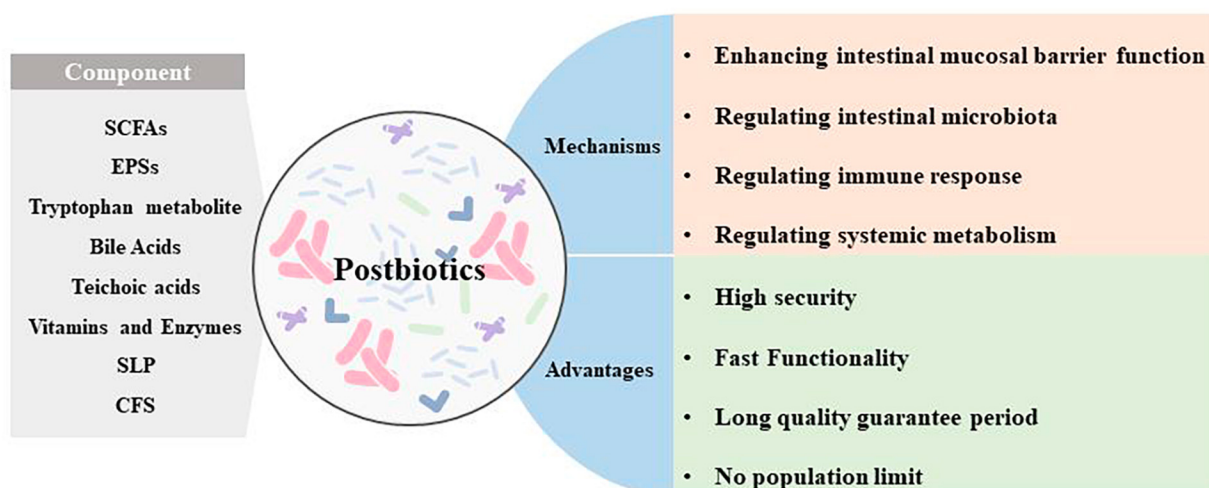 Component
SCFAs
EPSs
Tryptophan metabolite
Bile Acids
Teichoic acids
Vitamins and Enzymes
SLP
CFS
Postbiotics
Mechanisms
• Enhancing intestinal mucosal barrier function
• Regulating intestinal microbiota
• Regulating immune response
• Regulating systemic metabolism
Advantages
• High security
• Fast Functionality
• Long quality guarantee period
• No population limit